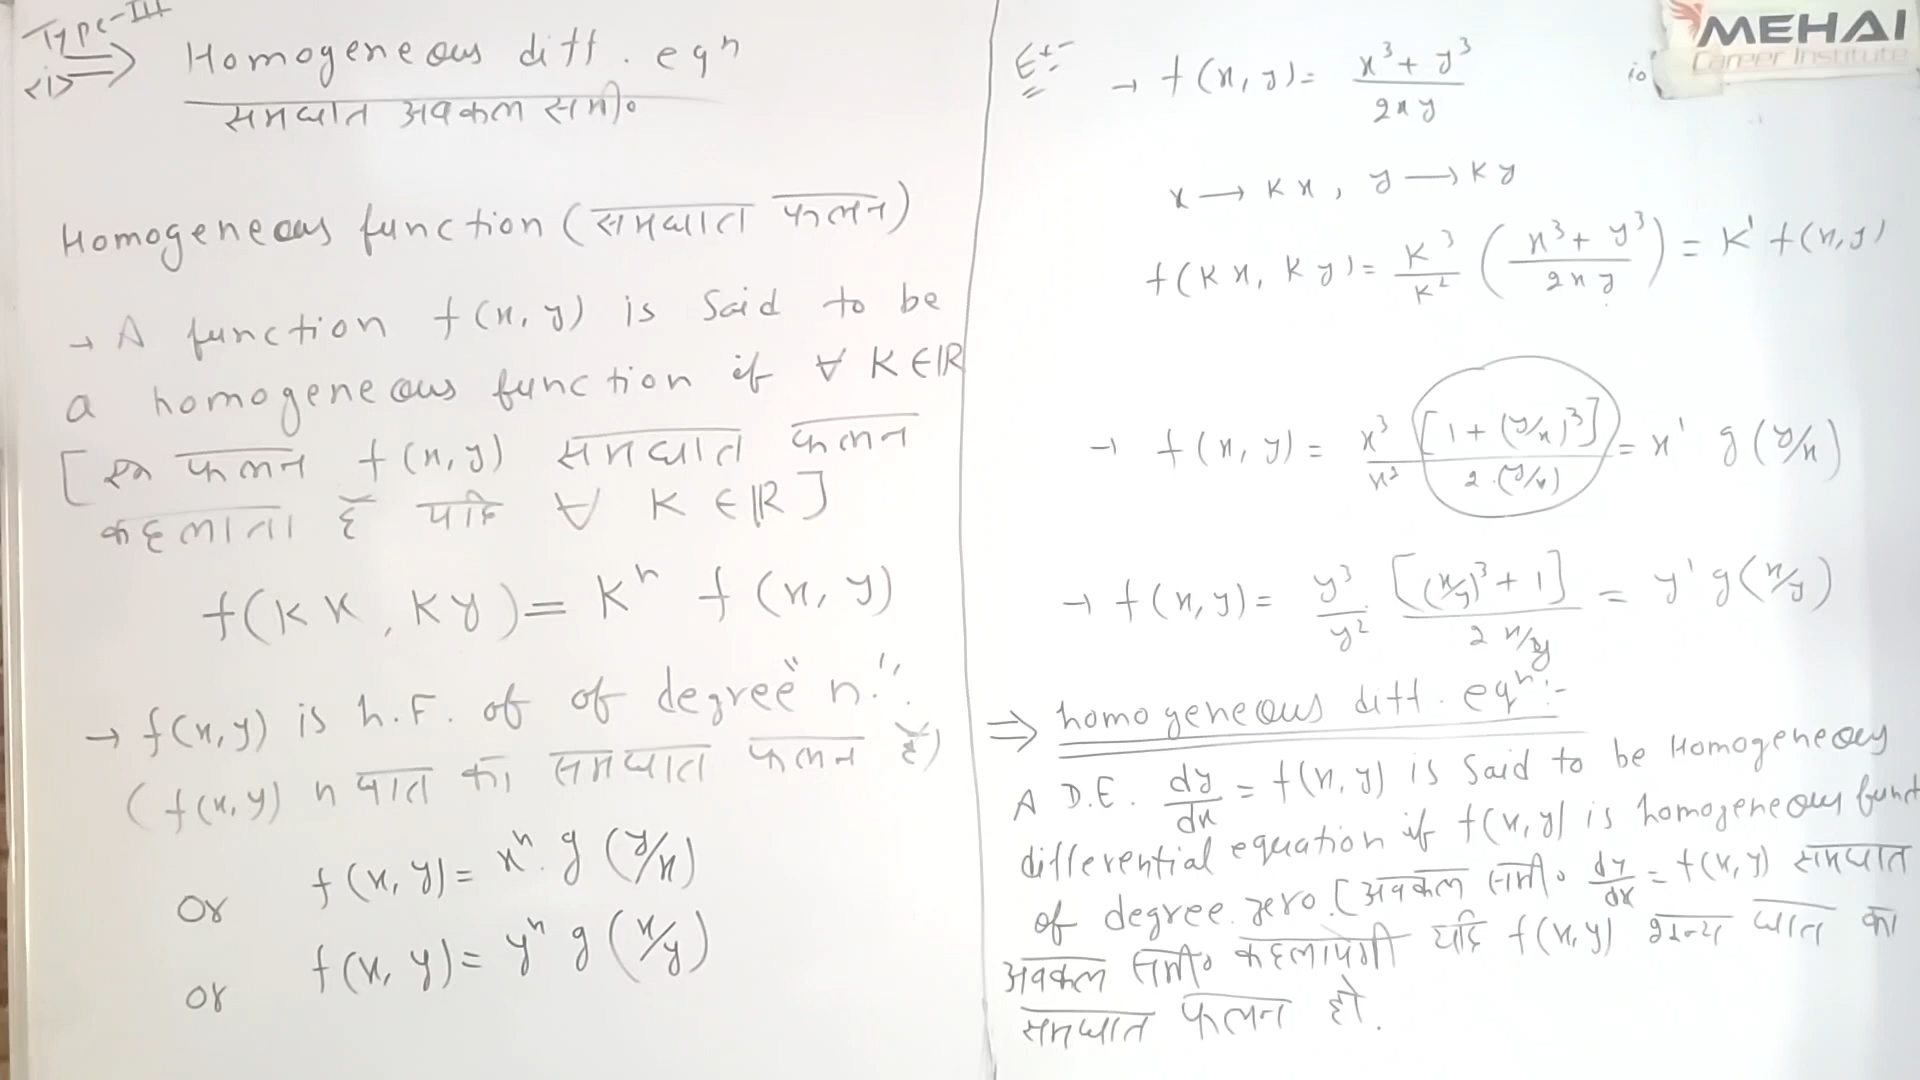 Type-III
<i> ⇒ Homogeneous diff. eqⁿ
समघात अवकल समी०
Homogeneous function (समघात फलन)
→ A function f(x, y) is said to be
a homogeneous function if ∀ K ∈ ℝ
[एक फलन f(x, y) समघात फलन
कहलाता है यदि ∀ K ∈ ℝ]
f(Kx, Ky) = Kⁿ f(x, y)
→ f(x, y) is h.F. of of degree "n".
(f(x, y) n घात का समघात फलन है)
or f(x, y) = xⁿ. g (y/x)
or f(x, y) = yⁿ g (x/y)
MEHAI
Career Institute
Ex:- → f(x, y) = (x³ + y³)/(2xy)
x → Kx, y → Ky
f(Kx, Ky) = K³/K² ((x³ + y³)/(2xy)) = K¹ f(x, y)
→ f(x, y) = x³/x² [1 + (y/x)³]/(2.(y/x)) = x¹ g(y/x)
→ f(x, y) = y³/y² [(x/y)³ + 1]/(2 x/y) = y¹ g(x/y)
⇒ homogeneous diff. eqⁿ:-
A D.E. dy/dx = f(x, y) is said to be Homogeneous
differential equation if f(x, y) is homogeneous funct
of degree zero. [अवकल समी० dy/dx = f(x, y) समघात
अवकल समी० कहलायेगी यदि f(x, y) शून्य घात का
समघात फलन हो.